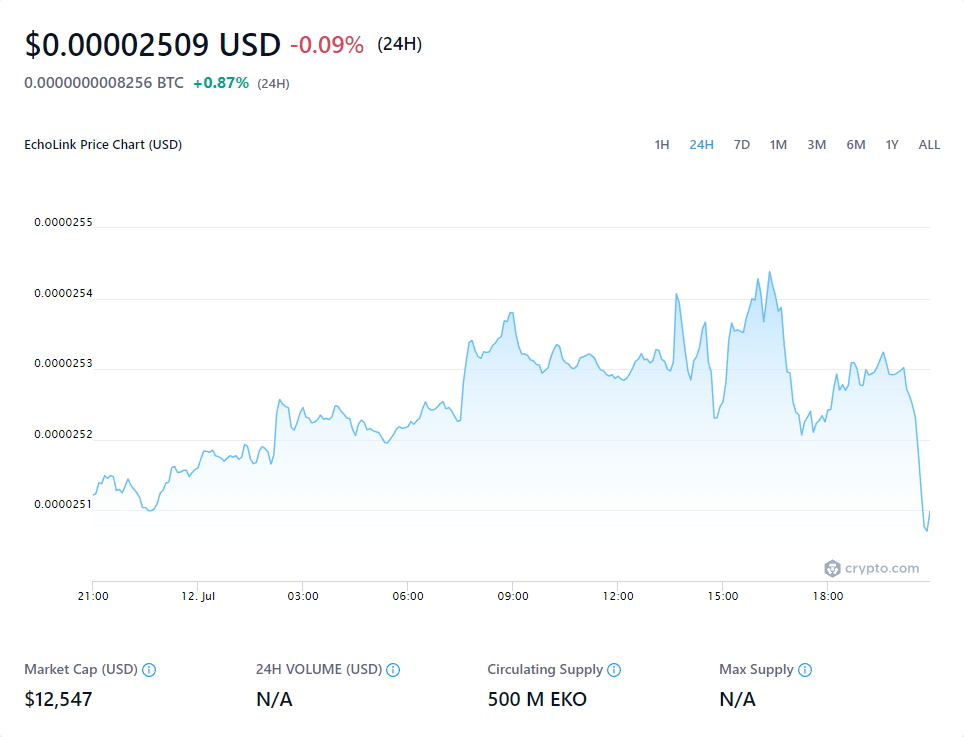 $0.00002509 USD -0.09% (24H)
0.0000000008256 BTC +0.87% (24H)
EchoLink Price Chart (USD) 1H 24H 7D 1M 3M 6M 1Y ALL
0.0000255
0.0000254
0.0000253
0.0000252
0.0000251
crypto.com
21:00 12. Jul 03:00 06:00 09:00 12:00 15:00 18:00
Market Cap (USD) 24H VOLUME (USD) Circulating Supply Max Supply
$12,547 N/A 500 M EKO N/A